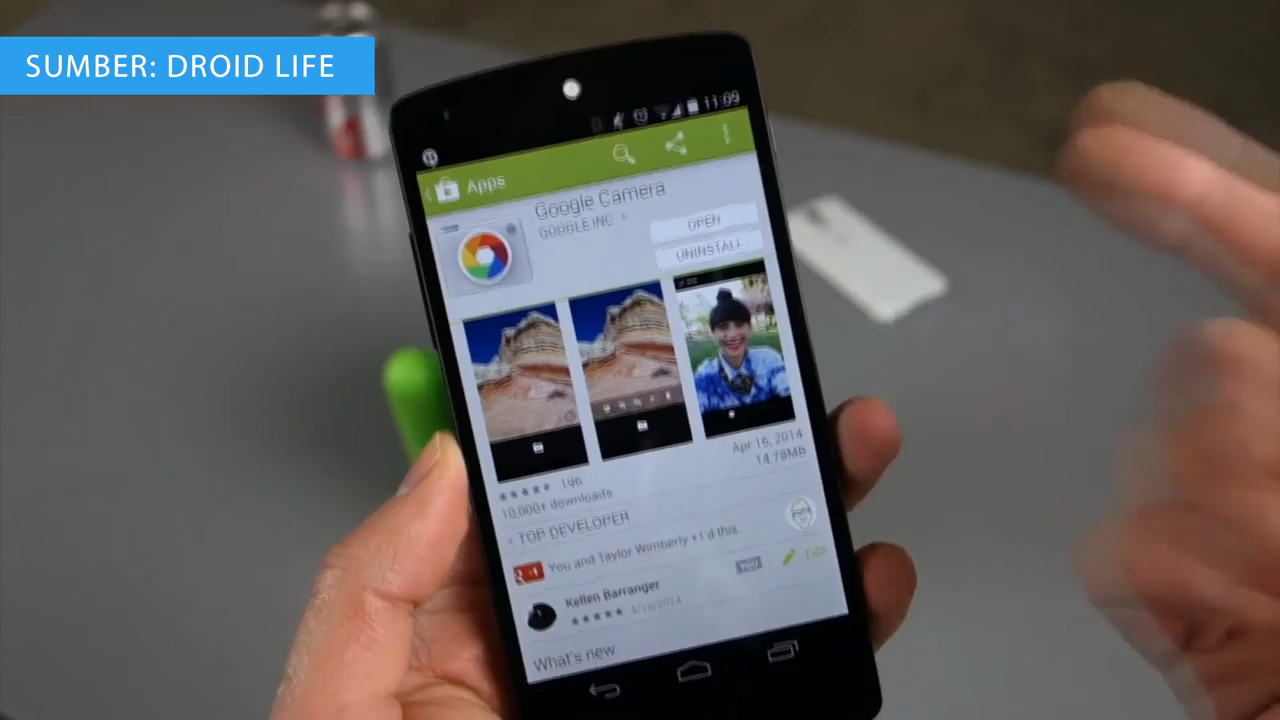 SUMBER: DROID LIFE
11:09
Apps
Google Camera
GOOGLE INC
OPEN
UNINSTALL
Apr 16, 2014
14.78MB
196
10,000+ downloads
TOP DEVELOPER
You and Taylor Wimberly +1'd this
YOU
Edit
Kellen Barranger
4/16/2014
What's new